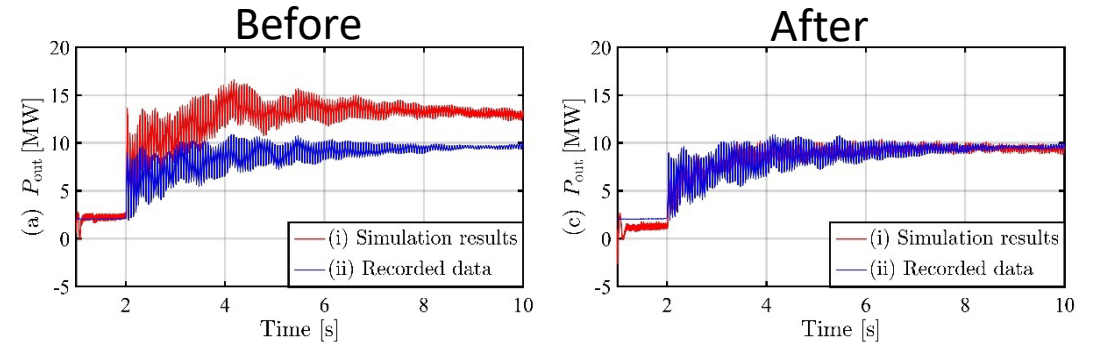 Before
After
20
15
10
5
0
-5
2
4
6
8
10
(a) P_out [MW]
Time [s]
(i) Simulation results
(ii) Recorded data
20
15
10
5
0
-5
2
4
6
8
10
(c) P_out [MW]
Time [s]
(i) Simulation results
(ii) Recorded data